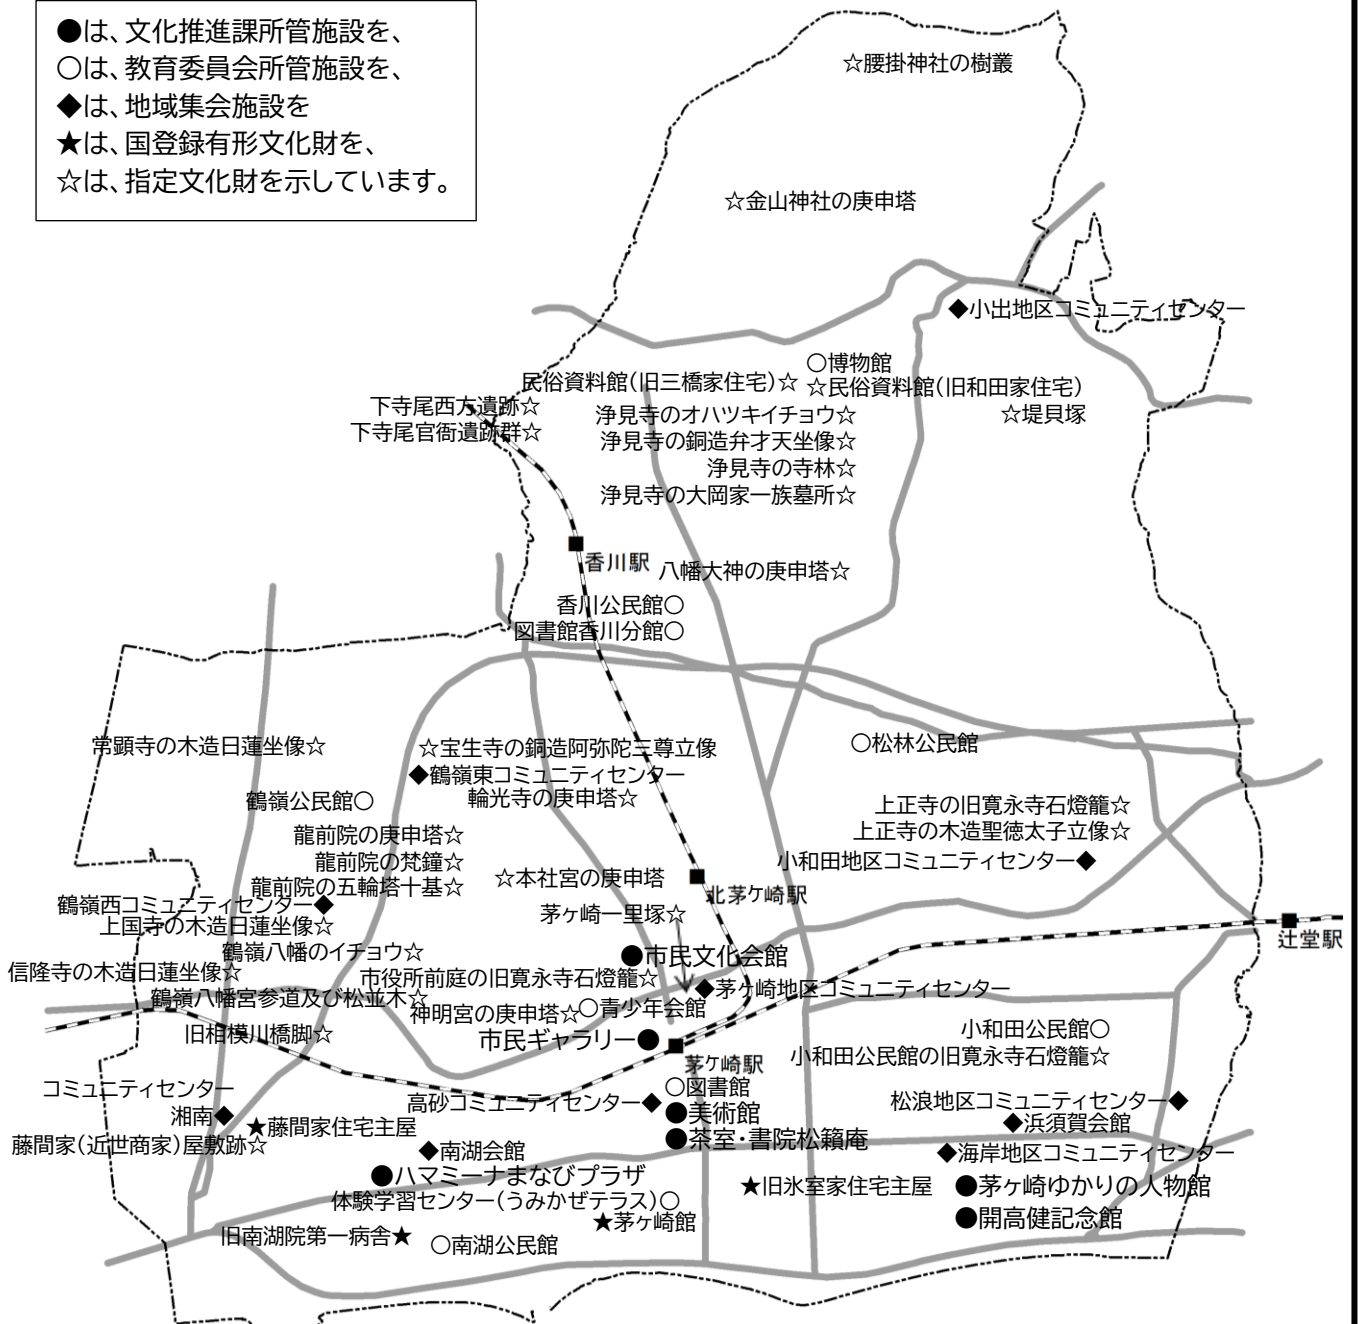 ●は、文化推進課所管施設を、
○は、教育委員会所管施設を、
◆は、地域集会施設を
★は、国登録有形文化財を、
☆は、指定文化財を示しています。
☆腰掛神社の樹叢
☆金山神社の庚申塔
◆小出地区コミュニティセンター
○博物館
民俗資料館(旧三橋家住宅)☆
☆民俗資料館(旧和田家住宅)
下寺尾西方遺跡☆
浄見寺のオハツキイチョウ☆
☆堤貝塚
下寺尾官衙遺跡群☆
浄見寺の銅造弁才天坐像☆
浄見寺の寺林☆
浄見寺の大岡家一族墓所☆
香川駅
八幡大神の庚申塔☆
香川公民館○
図書館香川分館○
常顕寺の木造日蓮坐像☆
☆宝生寺の銅造阿弥陀三尊立像
○松林公民館
◆鶴嶺東コミュニティセンター
輪光寺の庚申塔☆
鶴嶺公民館○
上正寺の旧寛永寺石燈籠☆
上正寺の木造聖徳太子立像☆
龍前院の庚申塔☆
龍前院の梵鐘☆
小和田地区コミュニティセンター◆
龍前院の五輪塔十基☆
☆本社宮の庚申塔
北茅ケ崎駅
鶴嶺西コミュニティセンター◆
茅ヶ崎一里塚☆
上国寺の木造日蓮坐像☆
辻堂駅
鶴嶺八幡のイチョウ☆
●市民文化会館
信隆寺の木造日蓮坐像☆
市役所前庭の旧寛永寺石燈籠☆
◆茅ヶ崎地区コミュニティセンター
鶴嶺八幡宮参道及び松並木☆
神明宮の庚申塔☆
○青少年会館
旧相模川橋脚☆
市民ギャラリー●
小和田公民館○
小和田公民館の旧寛永寺石燈籠☆
茅ケ崎駅
コミュニティセンター
湘南◆
○図書館
高砂コミュニティセンター◆
●美術館
松浪地区コミュニティセンター◆
★藤間家住宅主屋
◆浜須賀会館
藤間家(近世商家)屋敷跡☆
●茶室・書院松籟庵
◆南湖会館
◆海岸地区コミュニティセンター
●ハマミーナまなびプラザ
★旧氷室家住宅主屋
●茅ヶ崎ゆかりの人物館
体験学習センター(うみかぜテラス)○
★茅ヶ崎館
●開高健記念館
旧南湖院第一病舎★
○南湖公民館